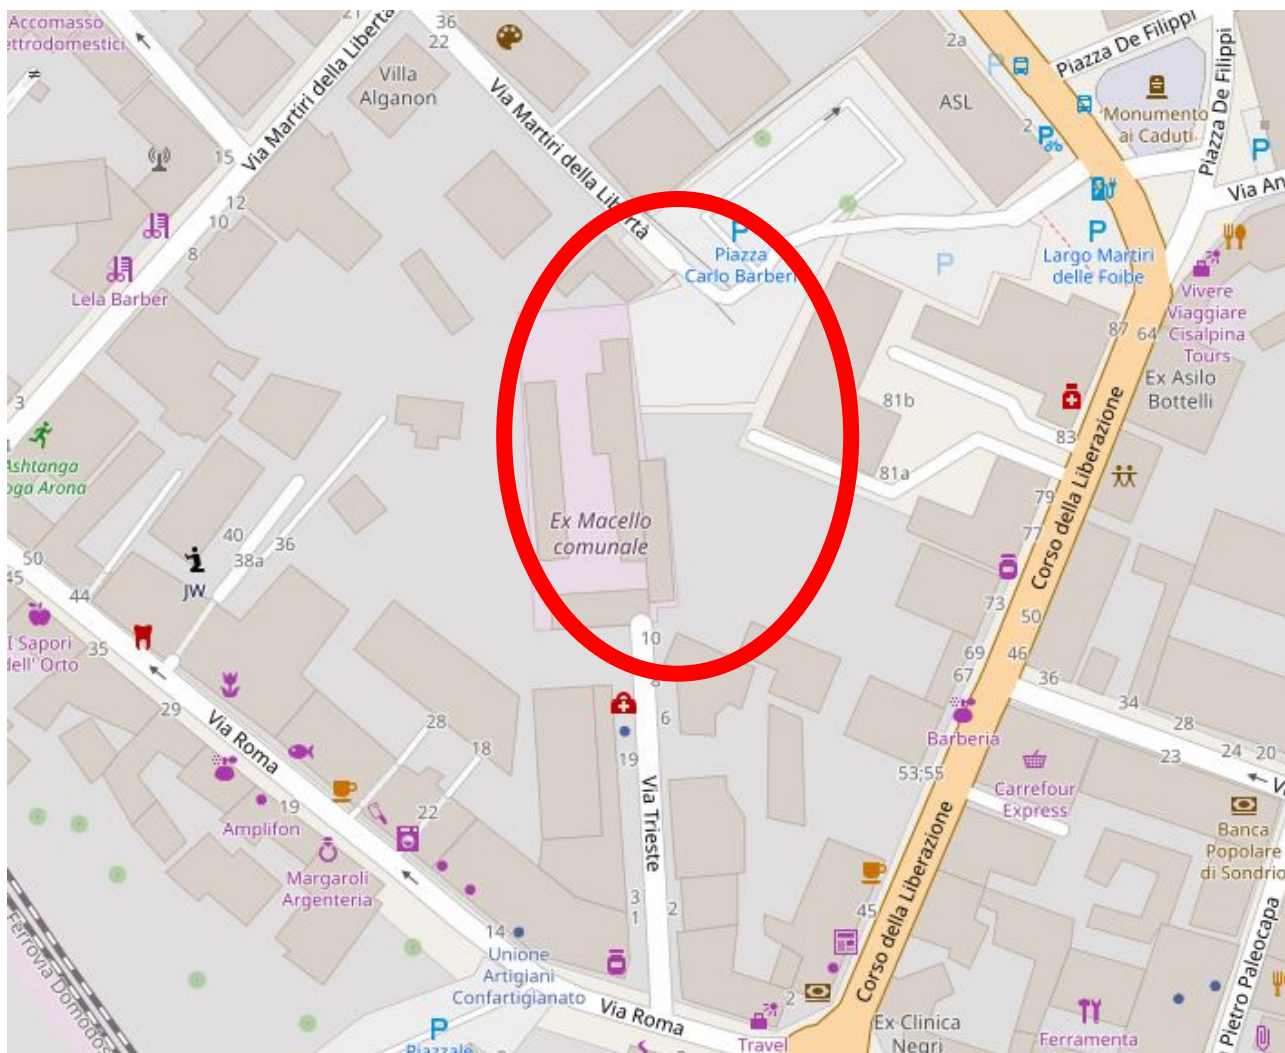 Accomasso
ettrodomestici
21
Via Martiri della Libertà
36
22
Villa
Alganon
Via Martiri della Libertà
2a
Piazza De Filippi
Piazza De Filippi
P
ASL
2
P
Monumento
ai Caduti
P
Via An
15
12
10
8
Lela Barber
P
Piazza
Carlo Barberi
P
P
Largo Martiri
delle Foibe
Vivere
Viaggiare
Cisalpina
Tours
87
64
Ex Asilo
Bottelli
3
Ashtanga
oga Arona
81b
83
81a
79
77
Corso della Liberazione
Ex Macello
comunale
40
38a
36
JW
50
45
44
35
I Sapori
dell' Orto
29
Via Roma
28
18
22
19
Amplifon
Margaroli
Argenteria
10
8
6
19
Via Trieste
3
1
2
73
69
67
50
46
36
34
28
23
24
20
Barberia
53;55
Carrefour
Express
Corso della Liberazione
Banca
Popolare
di Sondrio
45
14
Unione
Artigiani
Confartigianato
Via Roma
2
Travel
Ex Clinica
Negri
Ferramenta
Pietro Paleocapa
P
Piazzale
Ferrovia Domodos